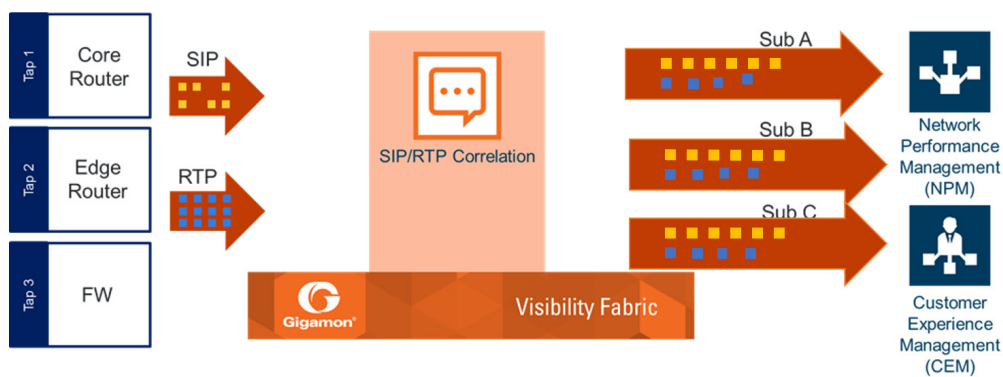 Tap 1
Core
Router
SIP
Tap 2
Edge
Router
RTP
Tap 3
FW
SIP/RTP Correlation
Gigamon®
Visibility Fabric
Sub A
Sub B
Sub C
Network
Performance
Management
(NPM)
Customer
Experience
Management
(CEM)